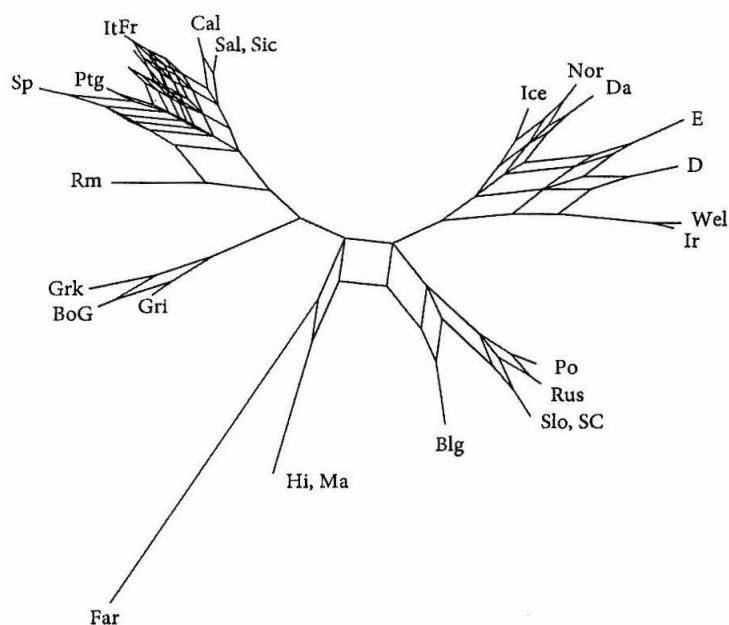 ItFr
Cal
Sal, Sic
Sp
Ptg
Rm
Grk
BoG
Gri
Far
Hi, Ma
Blg
Slo, SC
Rus
Po
Ir
Wel
D
E
Da
Nor
Ice